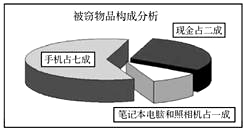 被窃物品构成分析
现金占二成
手机占七成
笔记本电脑和照相机占一成